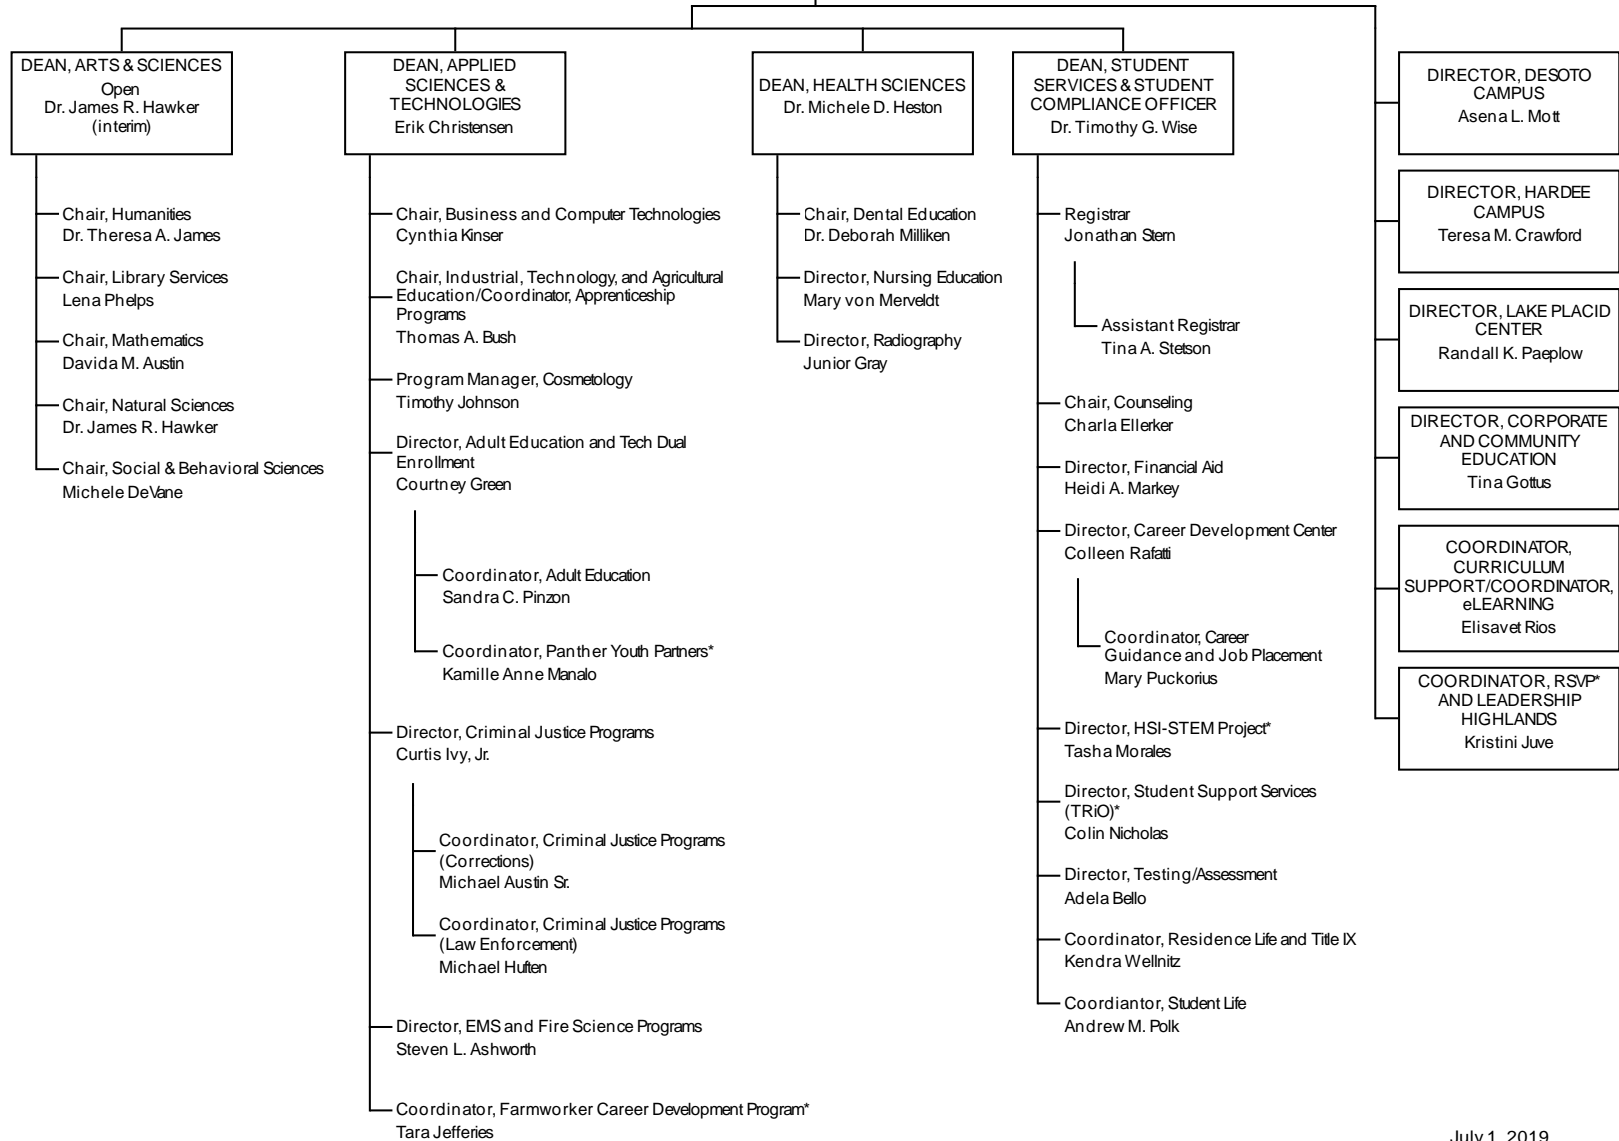 DEAN, ARTS & SCIENCES
Open
Dr. James R. Hawker
(interim)
Chair, Humanities
Dr. Theresa A. James
Chair, Library Services
Lena Phelps
Chair, Mathematics
Davida M. Austin
Chair, Natural Sciences
Dr. James R. Hawker
Chair, Social & Behavioral Sciences
Michele DeVane
DEAN, APPLIED
SCIENCES &
TECHNOLOGIES
Erik Christensen
Chair, Business and Computer Technologies
Cynthia Kinser
Chair, Industrial, Technology, and Agricultural
Education/Coordinator, Apprenticeship
Programs
Thomas A. Bush
Program Manager, Cosmetology
Timothy Johnson
Director, Adult Education and Tech Dual
Enrollment
Courtney Green
Coordinator, Adult Education
Sandra C. Pinzon
Coordinator, Panther Youth Partners*
Kamille Anne Manalo
Director, Criminal Justice Programs
Curtis Ivy, Jr.
Coordinator, Criminal Justice Programs
(Corrections)
Michael Austin Sr.
Coordinator, Criminal Justice Programs
(Law Enforcement)
Michael Huften
Director, EMS and Fire Science Programs
Steven L. Ashworth
Coordinator, Farmworker Career Development Program*
Tara Jefferies
DEAN, HEALTH SCIENCES
Dr. Michele D. Heston
Chair, Dental Education
Dr. Deborah Milliken
Director, Nursing Education
Mary von Merveldt
Director, Radiography
Junior Gray
DEAN, STUDENT
SERVICES & STUDENT
COMPLIANCE OFFICER
Dr. Timothy G. Wise
Registrar
Jonathan Stern
Assistant Registrar
Tina A. Stetson
Chair, Counseling
Charla Ellerker
Director, Financial Aid
Heidi A. Markey
Director, Career Development Center
Colleen Rafatti
Coordinator, Career
Guidance and Job Placement
Mary Puckorius
Director, HSI-STEM Project*
Tasha Morales
Director, Student Support Services
(TRiO)*
Colin Nicholas
Director, Testing/Assessment
Adela Bello
Coordinator, Residence Life and Title IX
Kendra Wellnitz
Coordiantor, Student Life
Andrew M. Polk
DIRECTOR, DESOTO
CAMPUS
Asena L. Mott
DIRECTOR, HARDEE
CAMPUS
Teresa M. Crawford
DIRECTOR, LAKE PLACID
CENTER
Randall K. Paeplow
DIRECTOR, CORPORATE
AND COMMUNITY
EDUCATION
Tina Gottus
COORDINATOR,
CURRICULUM
SUPPORT/COORDINATOR,
eLEARNING
Elisavet Rios
COORDINATOR, RSVP*
AND LEADERSHIP
HIGHLANDS
Kristini Juve
July 1, 2019